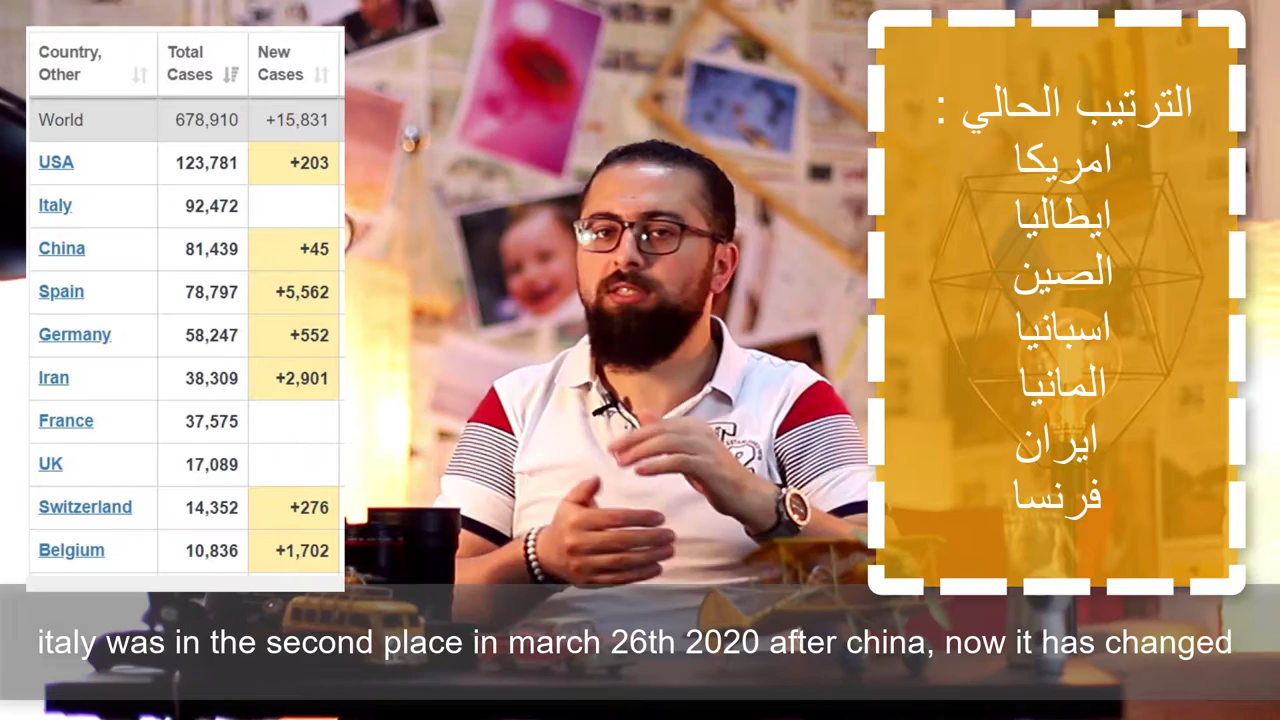 Country, Other	Total Cases	New Cases
World	678,910	+15,831
USA	123,781	+203
Italy	92,472
China	81,439	+45
Spain	78,797	+5,562
Germany	58,247	+552
Iran	38,309	+2,901
France	37,575
UK	17,089
Switzerland	14,352	+276
Belgium	10,836	+1,702
الترتيب الحالي :
امريكا
ايطاليا
الصين
اسبانيا
المانيا
ايران
فرنسا
italy was in the second place in march 26th 2020 after china, now it has changed